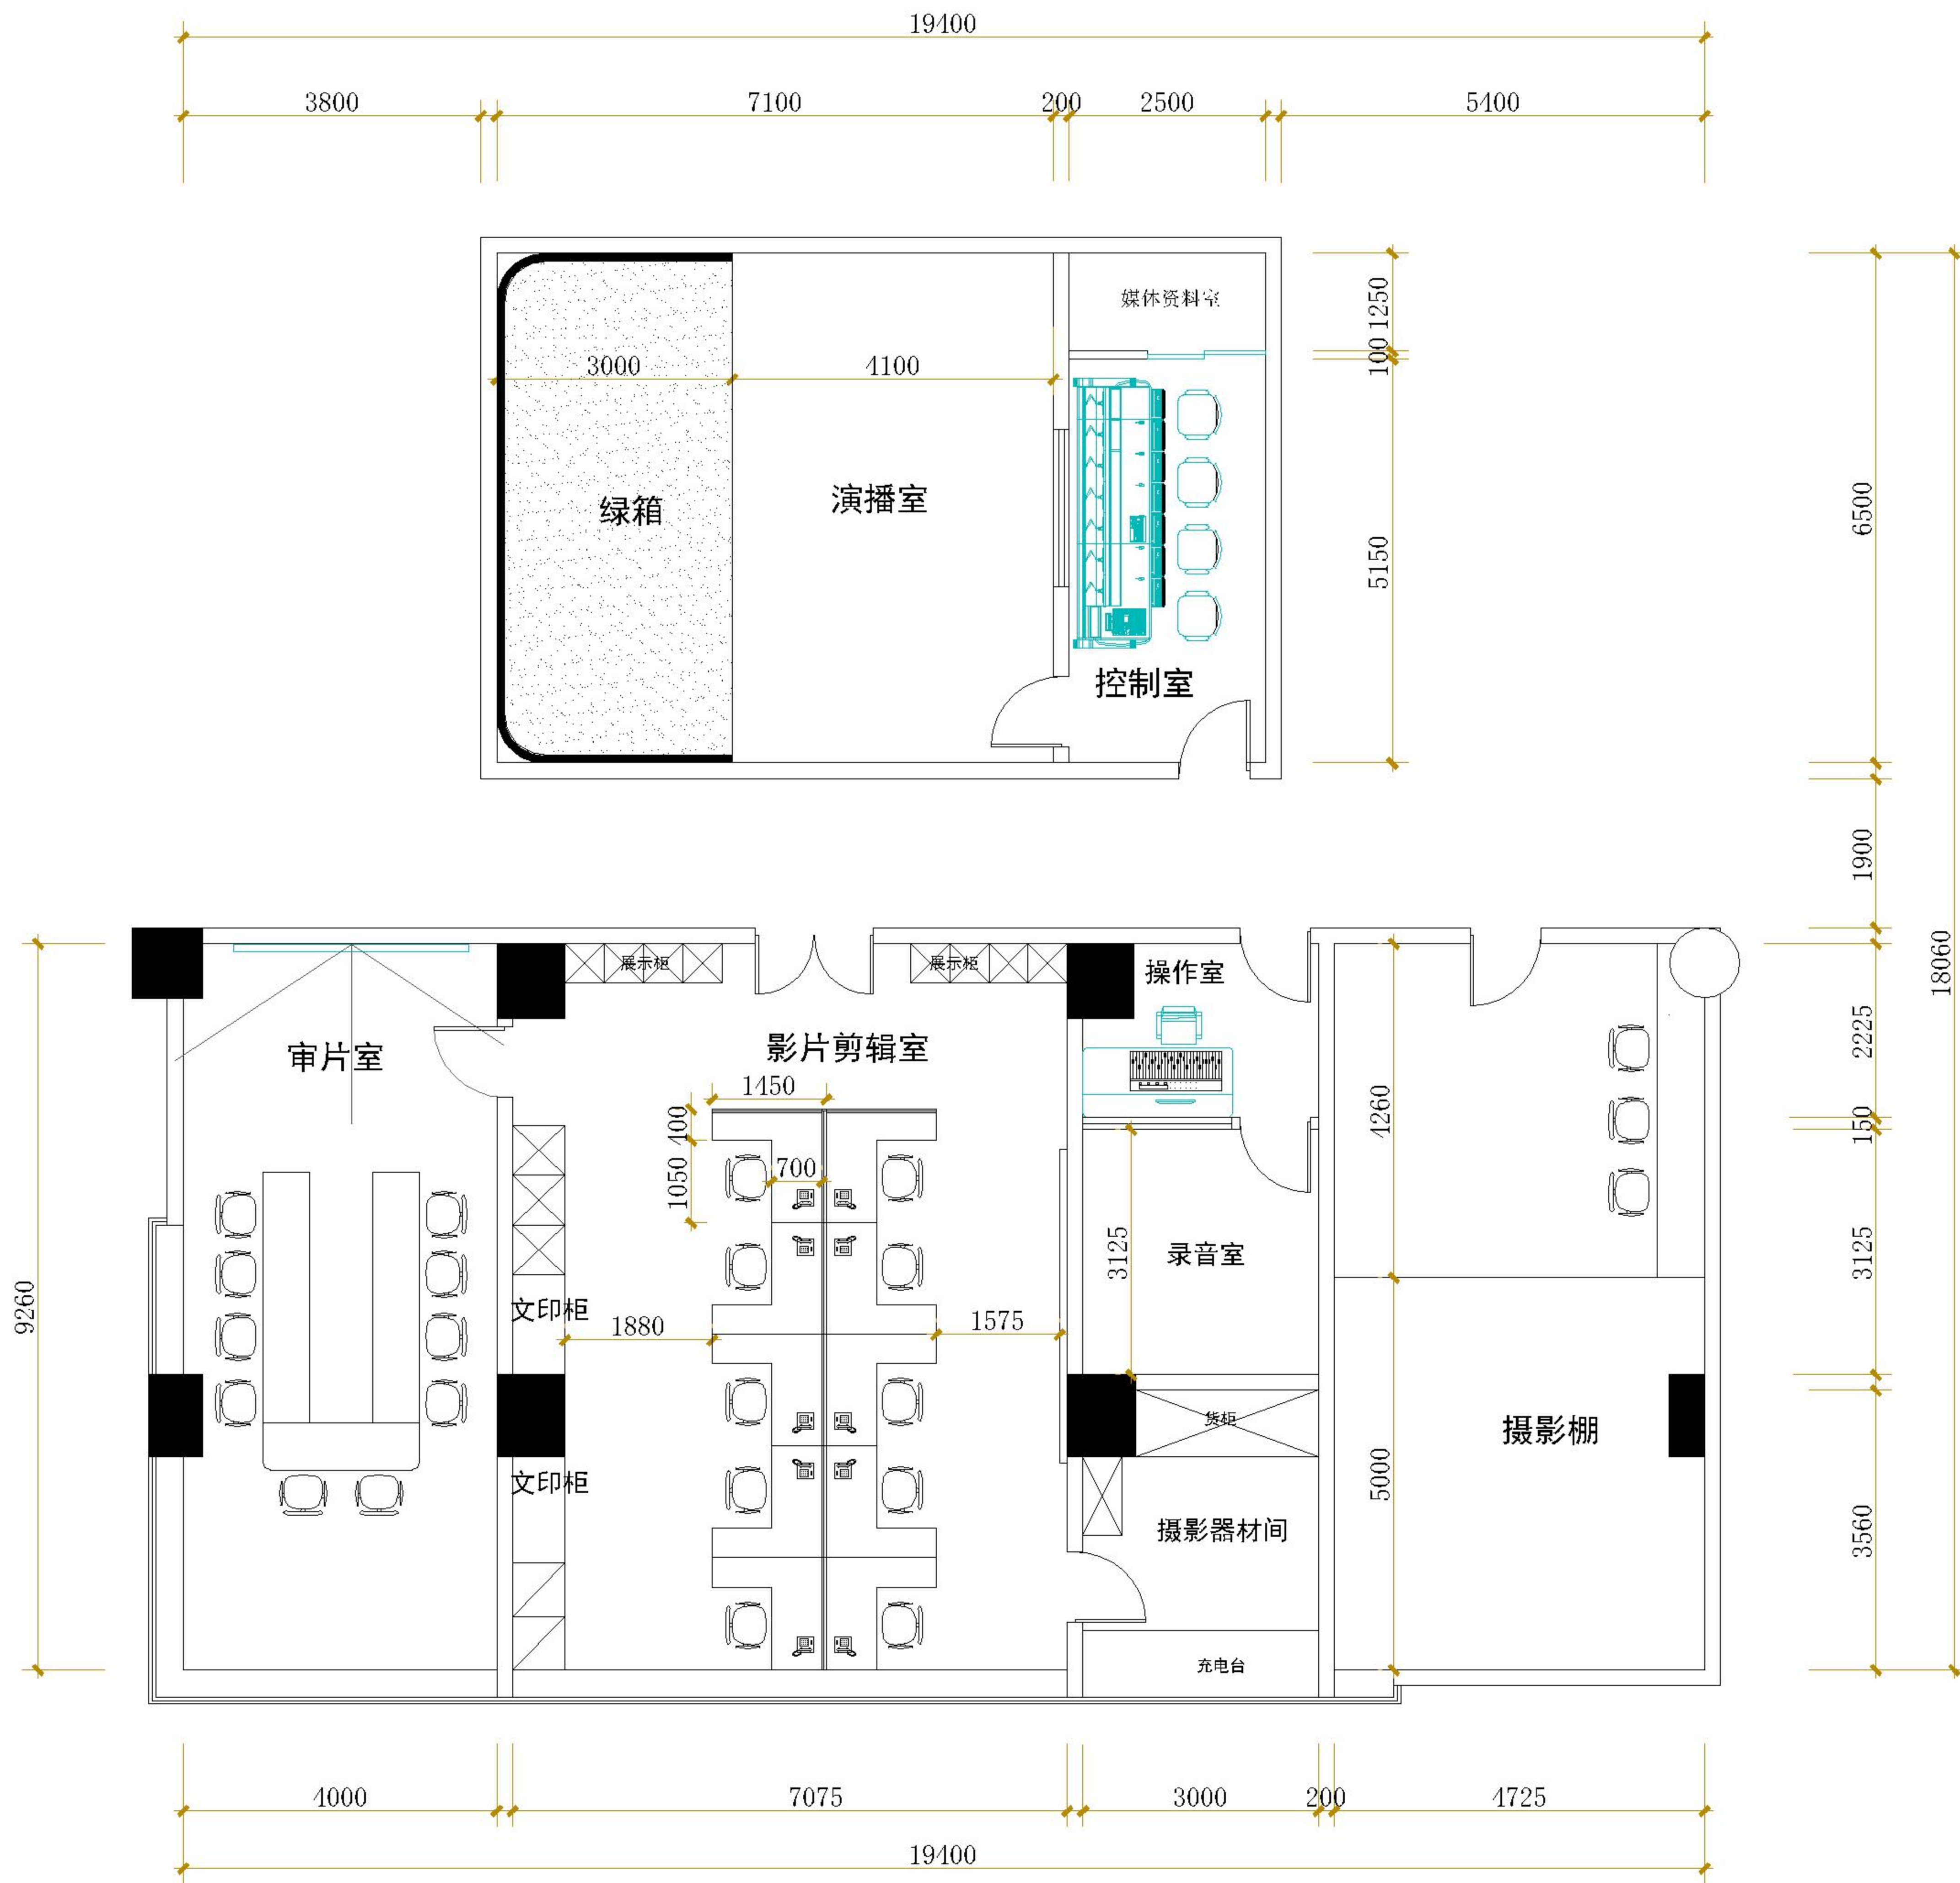 19400
3800
7100
200
2500
5400
媒体资料室
1250
100
3000
4100
绿箱
演播室
6500
5150
控制室
1900
18060
展示柜
展示柜
操作室
审片室
影片剪辑室
1450
400
700
1050
2225
4260
150
9260
3125
录音室
3125
文印柜
1880
1575
货柜
摄影棚
文印柜
5000
摄影器材间
3560
充电台
4000
7075
3000
200
4725
19400